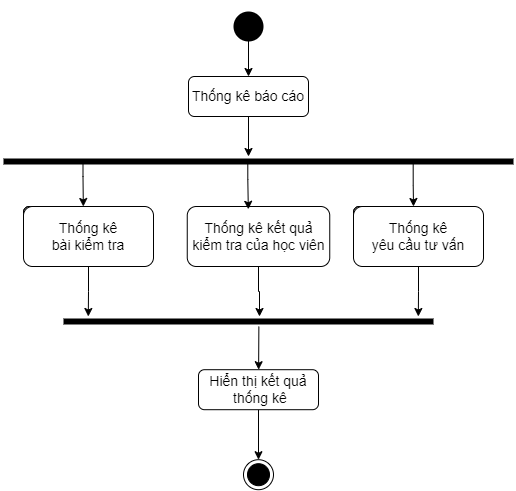 Thống kê báo cáo
Thống kê
bài kiểm tra
Thống kê kết quả
kiểm tra của học viên
Thống kê
yêu cầu tư vấn
Hiển thị kết quả
thống kê